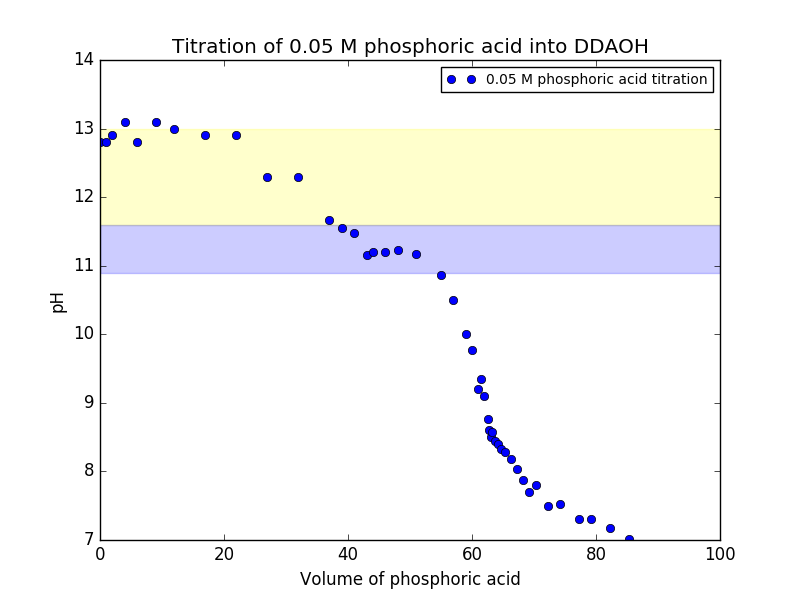 Titration of 0.05 M phosphoric acid into DDAOH
0.05 M phosphoric acid titration
14
13
12
11
10
9
8
7
pH
0 20 40 60 80 100
Volume of phosphoric acid